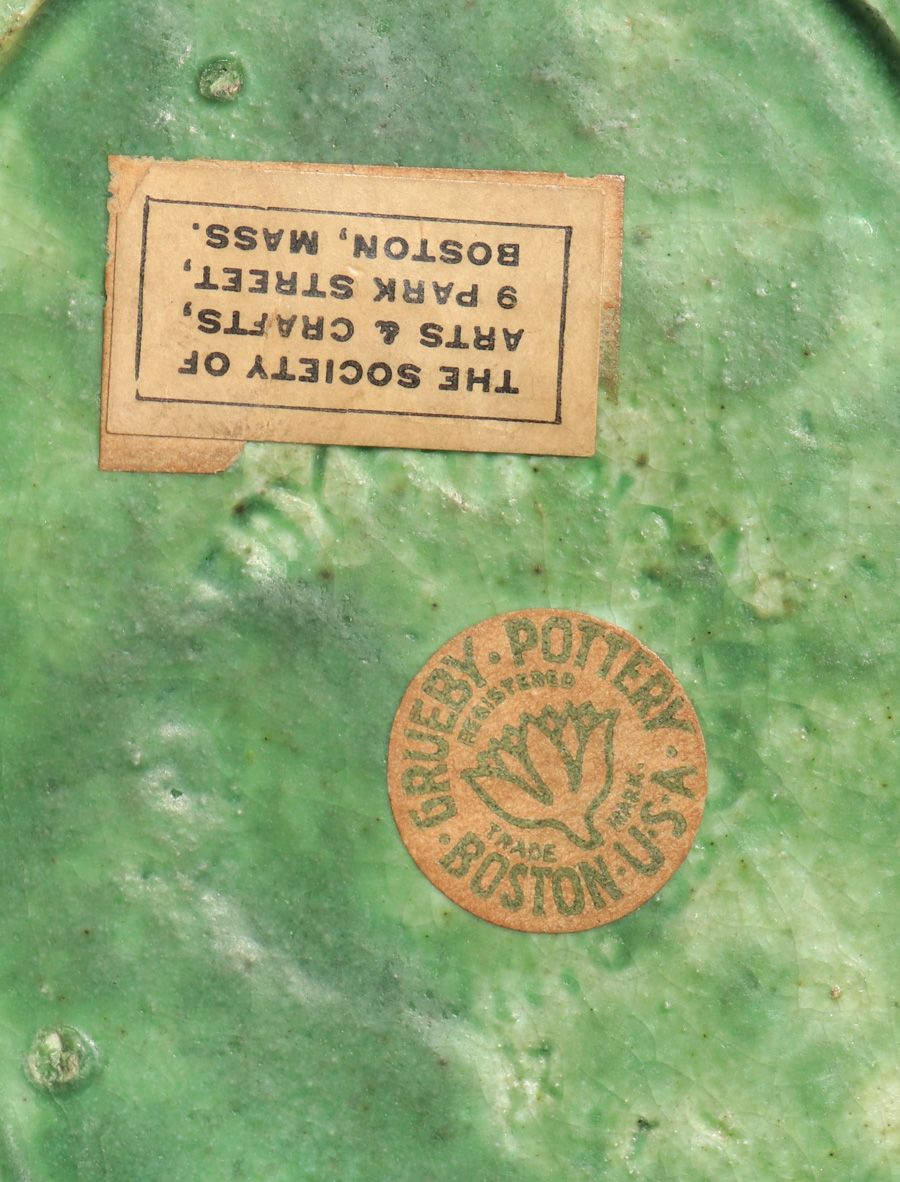 THE SOCIETY OF
ARTS & CRAFTS,
9 PARK STREET,
BOSTON, MASS.
GRUEBY · POTTERY ·
REGISTERED
TRADE MARK.
· BOSTON · U·S·A ·